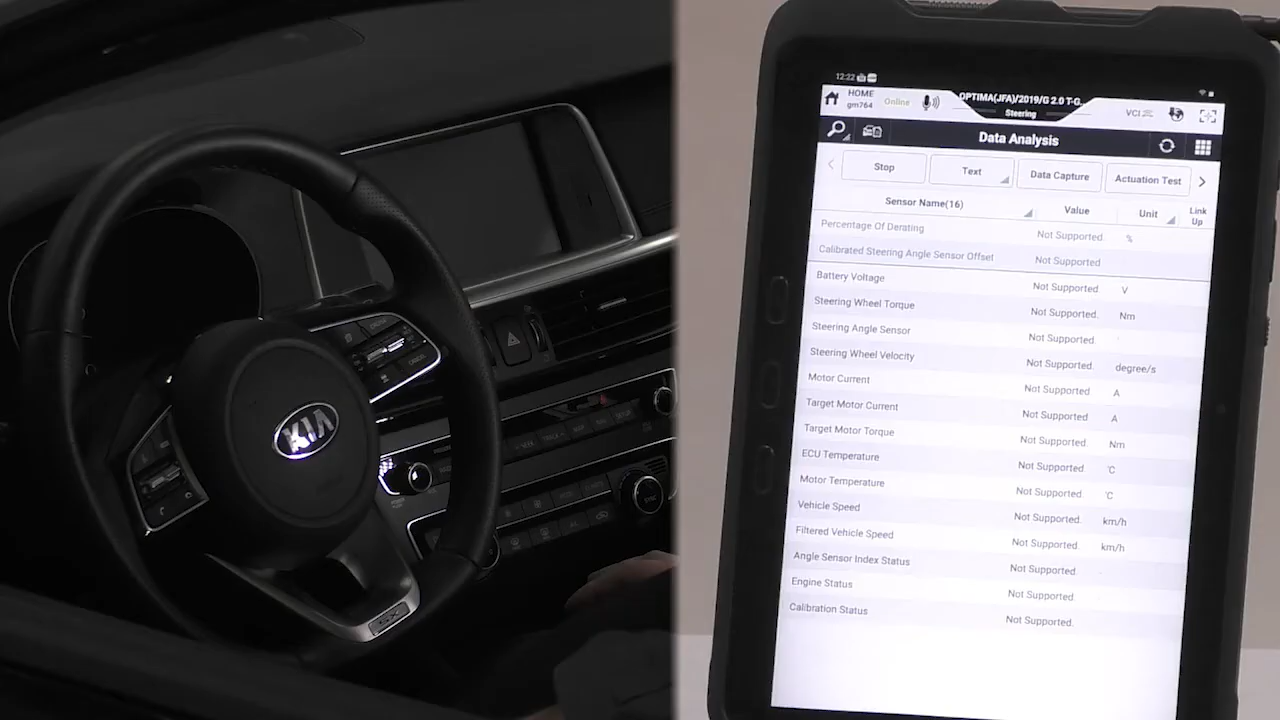 12:22
HOME
gm764
Online
OPTIMA(JFA)/2019/G 2.0 T-G...
Steering
VCI
Data Analysis
Stop
Text
Data Capture
Actuation Test
Sensor Name(16) Value Unit Link Up
Percentage Of Derating Not Supported %
Calibrated Steering Angle Sensor Offset Not Supported
Battery Voltage Not Supported V
Steering Wheel Torque Not Supported. Nm
Steering Angle Sensor Not Supported.
Steering Wheel Velocity Not Supported. degree/s
Motor Current Not Supported A
Target Motor Current Not Supported. A
Target Motor Torque Not Supported. Nm
ECU Temperature Not Supported. °C
Motor Temperature Not Supported. °C
Vehicle Speed Not Supported. km/h
Filtered Vehicle Speed Not Supported. km/h
Angle Sensor Index Status Not Supported.
Engine Status Not Supported.
Calibration Status Not Supported.
KIA
CANCEL
SYNC